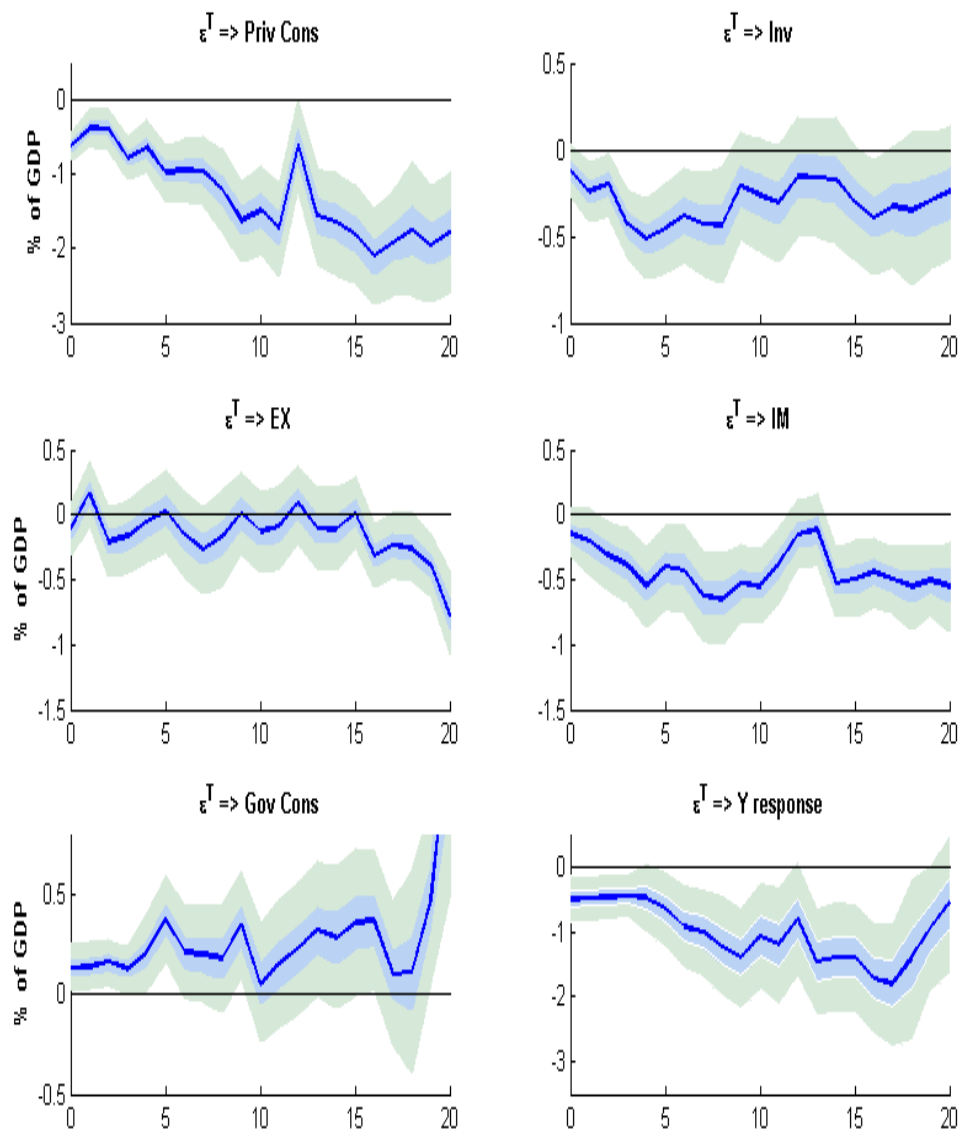 ε^T => Priv Cons
ε^T => Inv
0
-1
-2
-3
% of GDP
0 5 10 15 20
0.5
0
-0.5
-1
0 5 10 15 20
ε^T => EX
ε^T => IM
0.5
0
-0.5
-1
-1.5
% of GDP
0 5 10 15 20
0.5
0
-0.5
-1
-1.5
0 5 10 15 20
ε^T => Gov Cons
ε^T => Y response
0.5
0
-0.5
% of GDP
0 5 10 15 20
0
-1
-2
-3
0 5 10 15 20